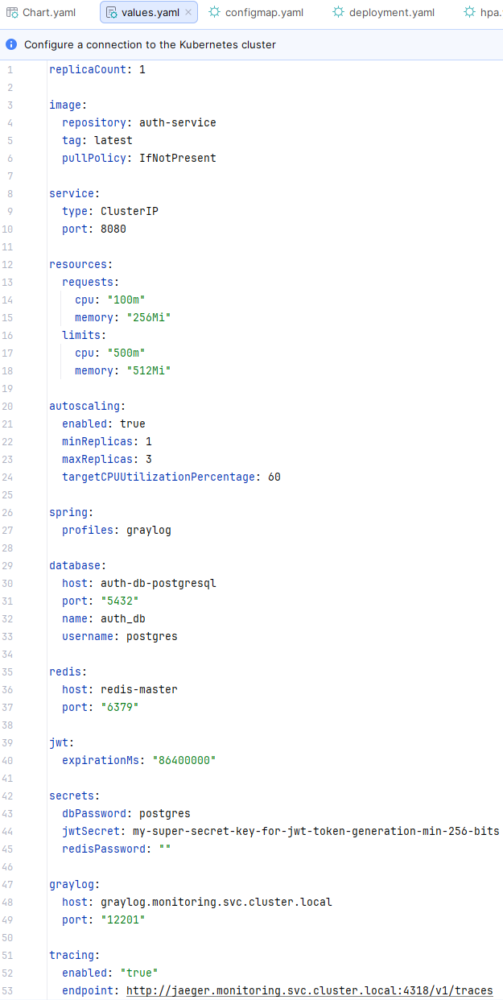 Chart.yaml values.yaml configmap.yaml deployment.yaml hpa.
Configure a connection to the Kubernetes cluster
1 replicaCount: 1
2
3 image:
4   repository: auth-service
5   tag: latest
6   pullPolicy: IfNotPresent
7
8 service:
9   type: ClusterIP
10   port: 8080
11
12 resources:
13   requests:
14     cpu: "100m"
15     memory: "256Mi"
16   limits:
17     cpu: "500m"
18     memory: "512Mi"
19
20 autoscaling:
21   enabled: true
22   minReplicas: 1
23   maxReplicas: 3
24   targetCPUUtilizationPercentage: 60
25
26 spring:
27   profiles: graylog
28
29 database:
30   host: auth-db-postgresql
31   port: "5432"
32   name: auth_db
33   username: postgres
34
35 redis:
36   host: redis-master
37   port: "6379"
38
39 jwt:
40   expirationMs: "86400000"
41
42 secrets:
43   dbPassword: postgres
44   jwtSecret: my-super-secret-key-for-jwt-token-generation-min-256-bits
45   redisPassword: ""
46
47 graylog:
48   host: graylog.monitoring.svc.cluster.local
49   port: "12201"
50
51 tracing:
52   enabled: "true"
53   endpoint: http://jaeger.monitoring.svc.cluster.local:4318/v1/traces